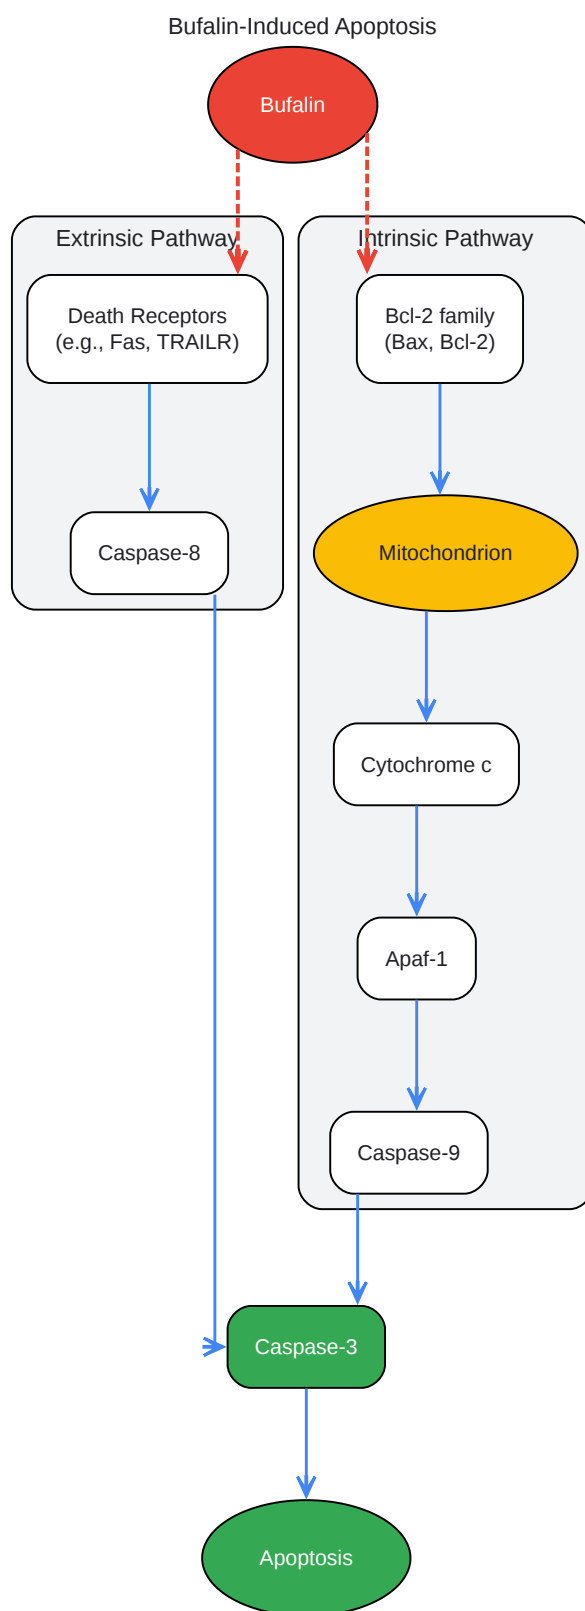 Bufalin-Induced Apoptosis
Bufalin
Extrinsic Pathway
Death Receptors
(e.g., Fas, TRAILR)
Caspase-8
Intrinsic Pathway
Bcl-2 family
(Bax, Bcl-2)
Mitochondrion
Cytochrome c
Apaf-1
Caspase-9
Caspase-3
Apoptosis